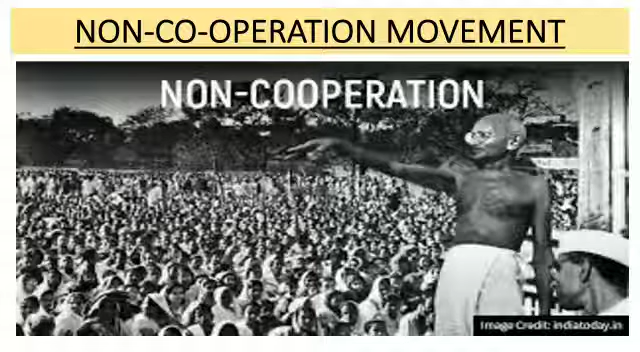 NON-CO-OPERATION MOVEMENT
NON-COOPERATION
Image Credit: indiatoday.in